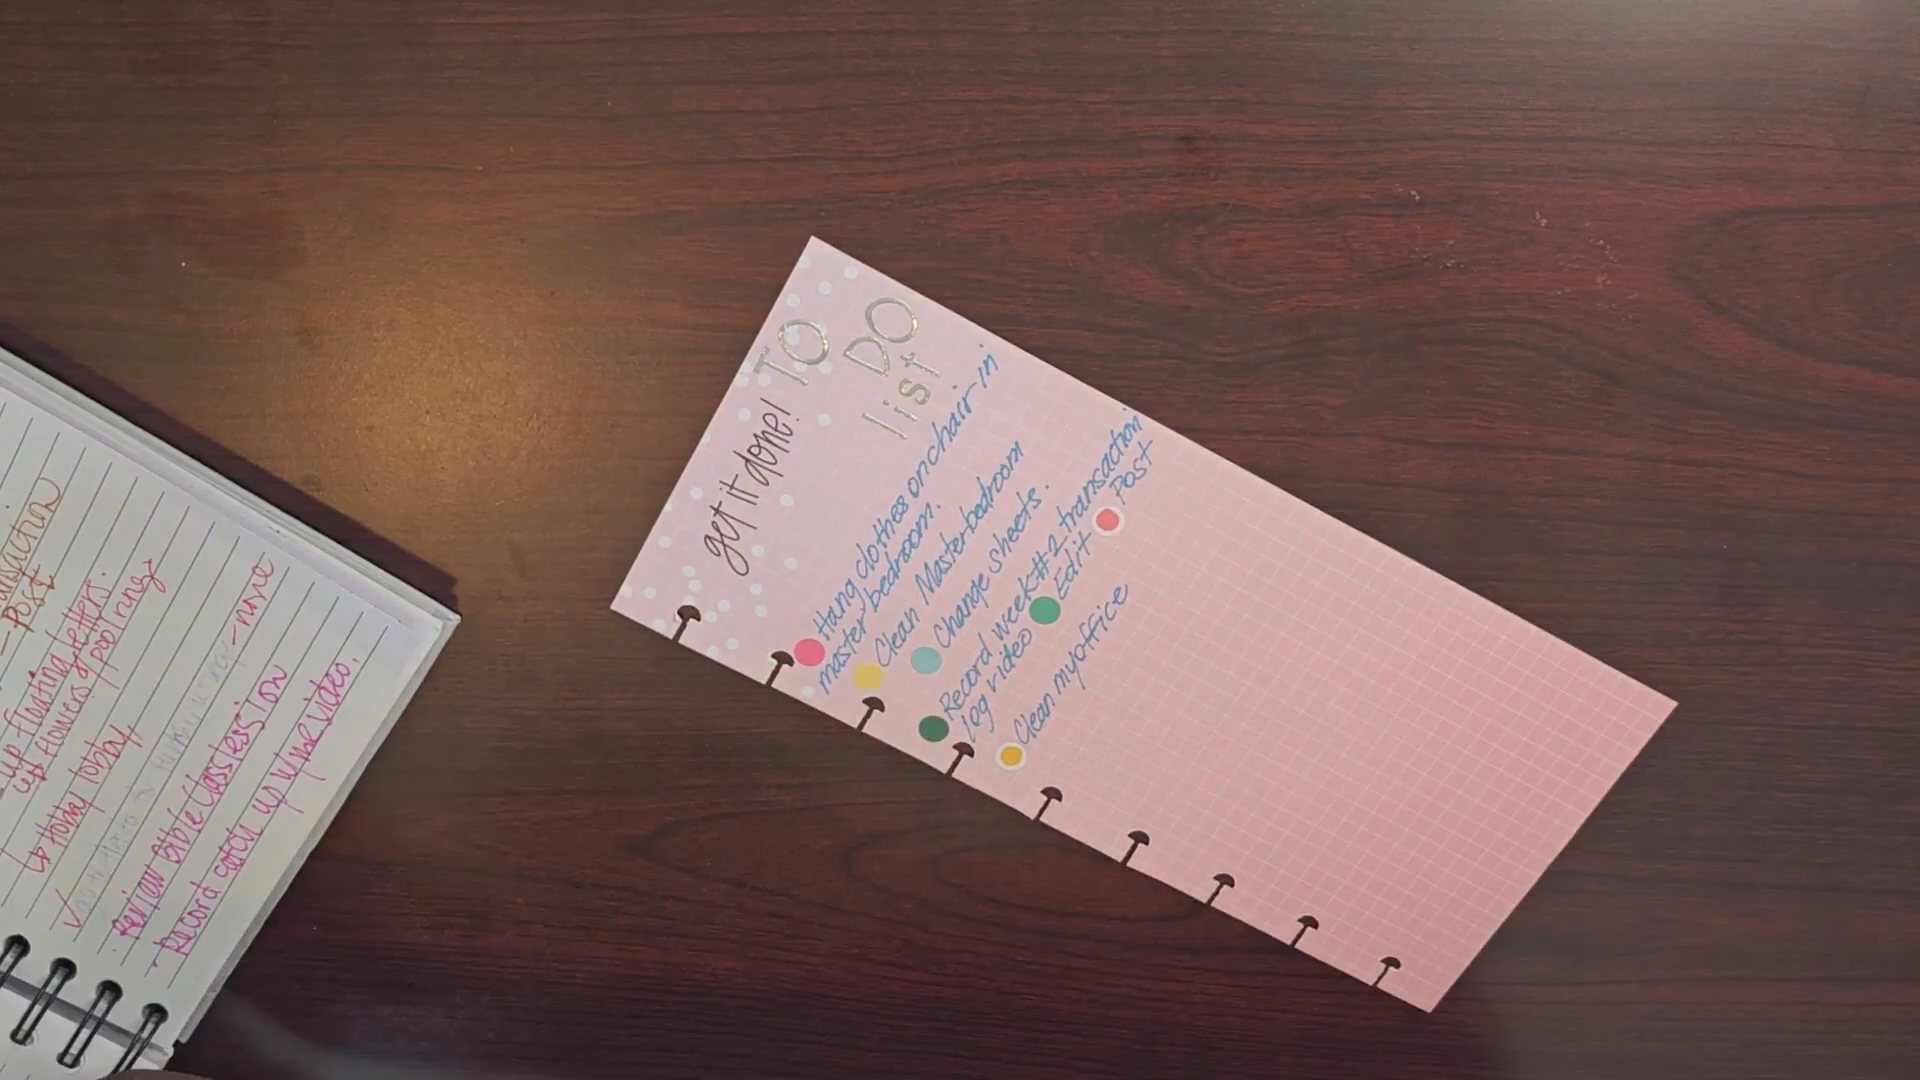 TO DO
list
get it done!
Hang clothes on chair in
master bedroom.
Clean Master bedroom
Change sheets.
Record Week#2 transaction
log video Edit Post
Clean my office
Post
up floating letters.
up flowers pool ring
Hobby lobby
Review Bible Class lession
Record catch up w/me video.